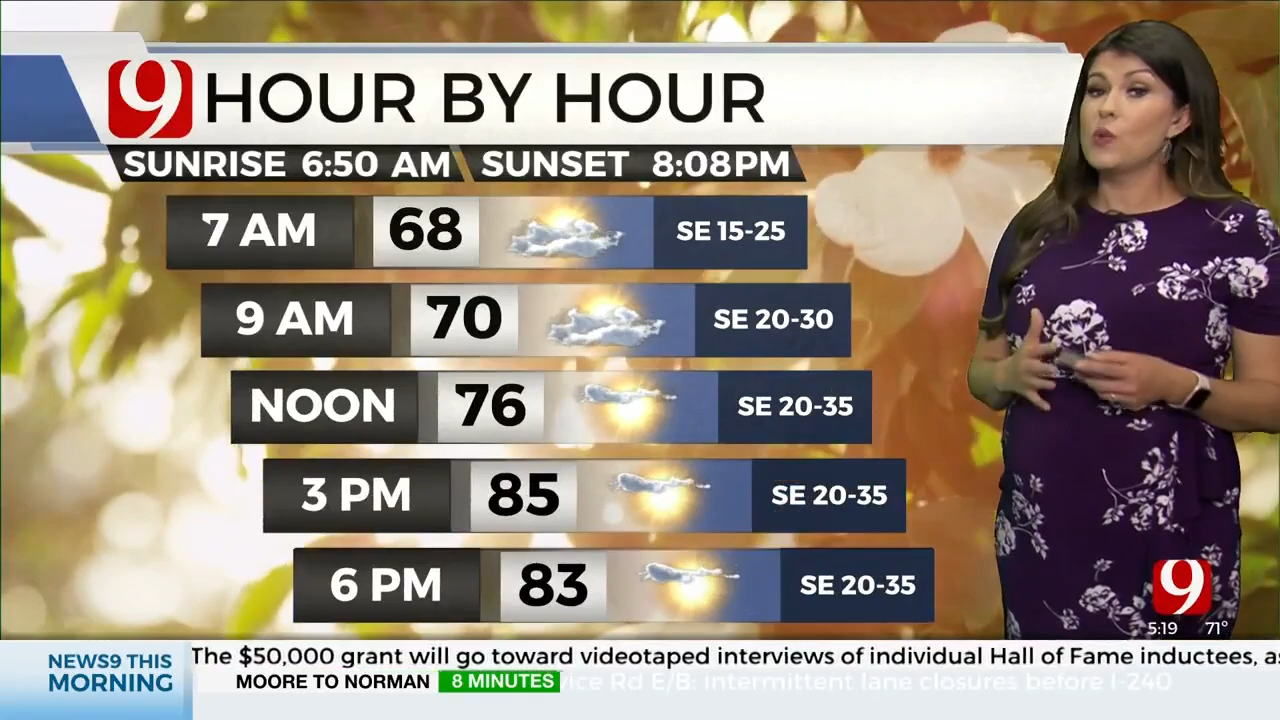 9 HOUR BY HOUR
SUNRISE 6:50 AM SUNSET 8:08PM
7 AM 68 SE 15-25
9 AM 70 SE 20-30
NOON 76 SE 20-35
3 PM 85 SE 20-35
6 PM 83 SE 20-35
9
5:19 71°
NEWS9 THIS MORNING
The $50,000 grant will go toward videotaped interviews of individual Hall of Fame inductees,
MOORE TO NORMAN 8 MINUTES Rd E/B: intermittent lane closures before I-240